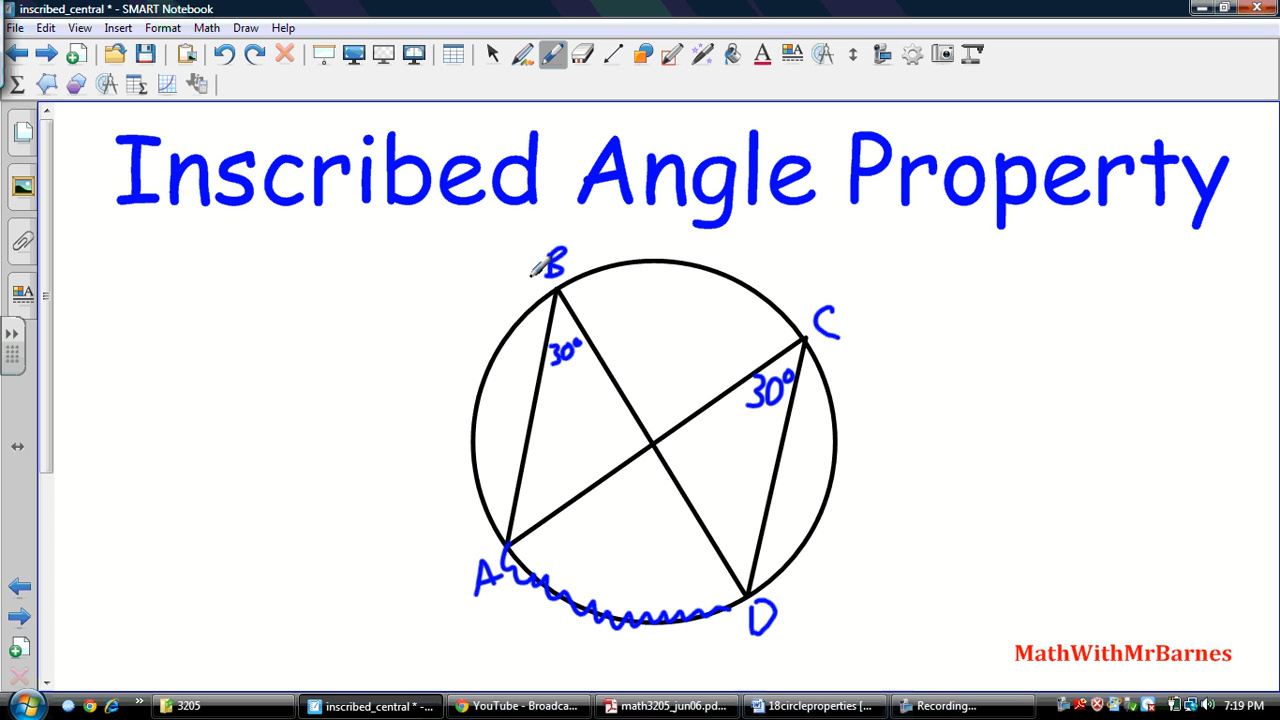 inscribed_central * - SMART Notebook
File Edit View Insert Format Math Draw Help
Inscribed Angle Property
B
C
30°
30°
A
D
MathWithMrBarnes
3205
inscribed_central * -...
YouTube - Broadca...
math3205_jun06.pd...
18circleproperties [...
Recording...
7:19 PM